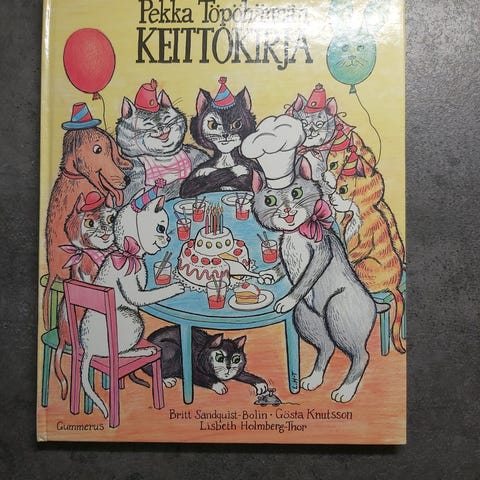 Pekka Töpöhännän
KEITTOKIRJA
Britt Sandquist-Bolin · Gösta Knutsson
Lisbeth Holmberg-Thor
Gummerus